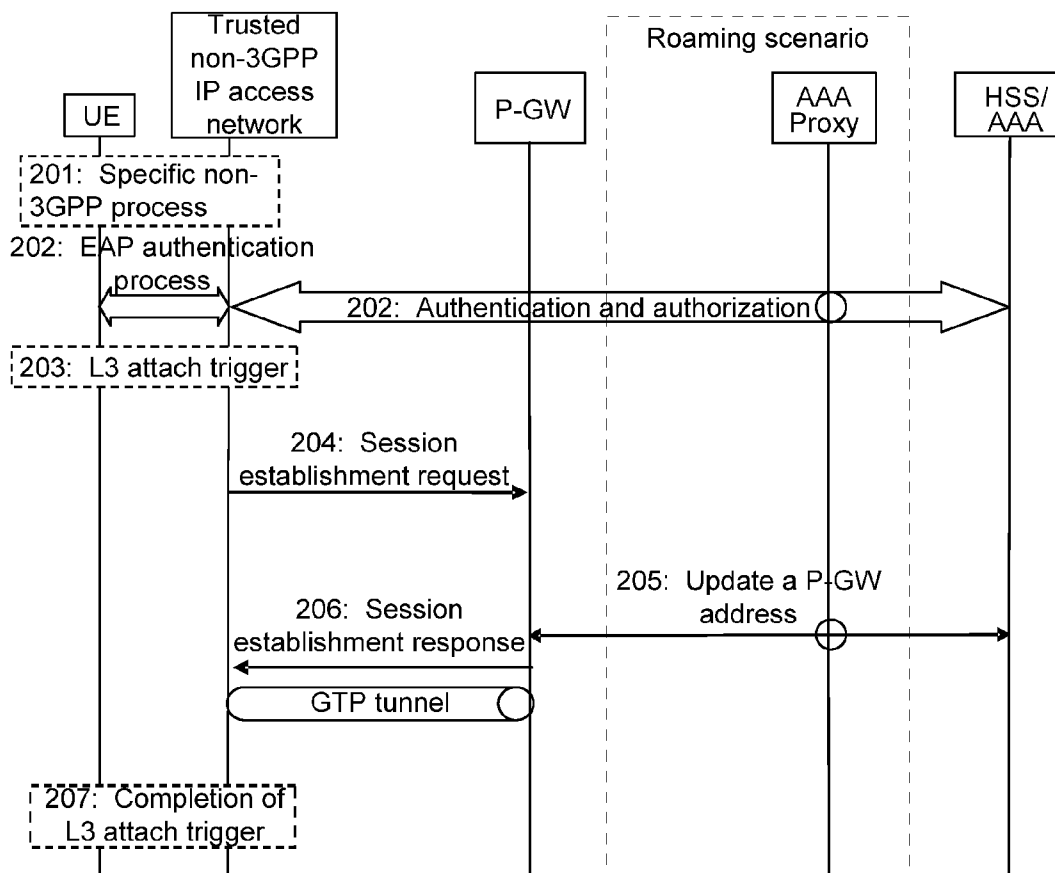 Roaming scenario
UE
Trusted
non-3GPP
IP access
network
P-GW
AAA
Proxy
HSS/
AAA
201: Specific non-
3GPP process
202: EAP authentication
process
202: Authentication and authorization
203: L3 attach trigger
204: Session
establishment request
205: Update a P-GW
address
206: Session
establishment response
GTP tunnel
207: Completion of
L3 attach trigger